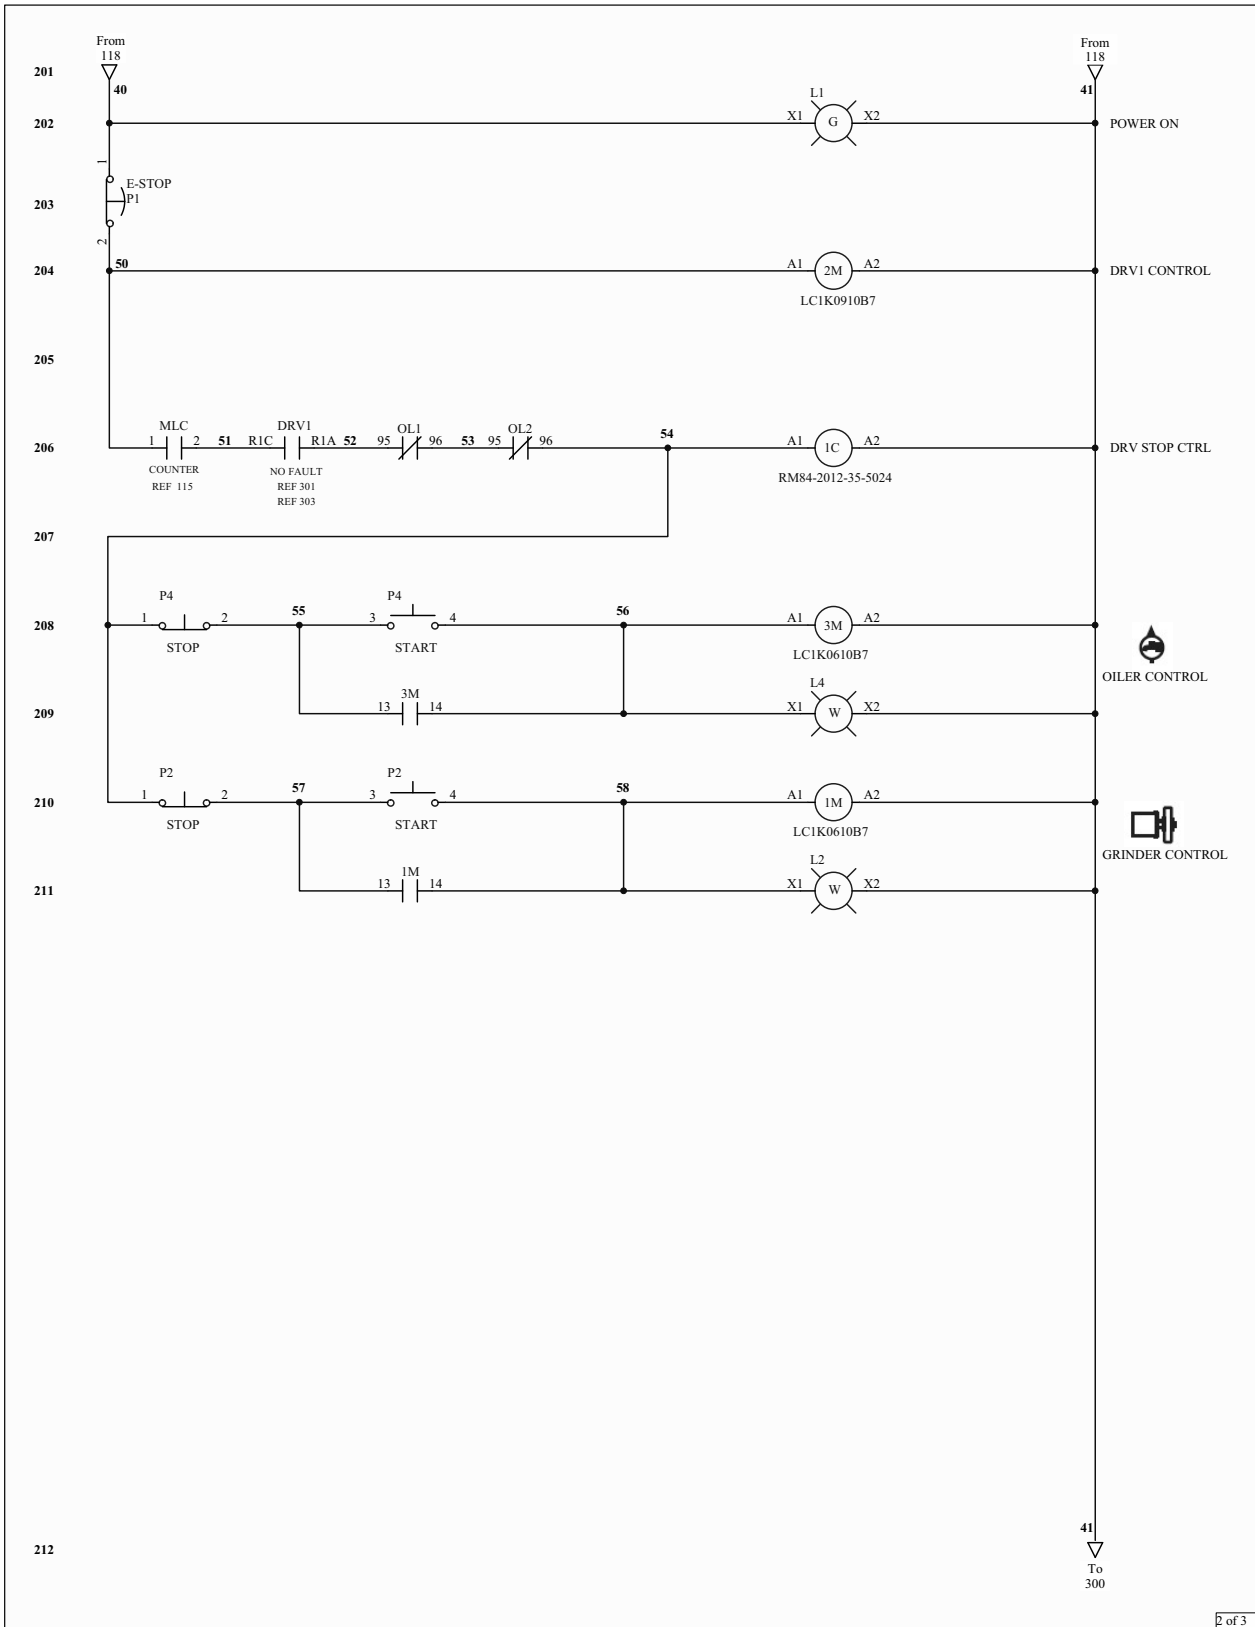 From
118
From
118
201
40
41
L1
202
X1
G
X2
POWER ON
1
E-STOP
203
P1
2
50
204
A1
2M
A2
DRV1 CONTROL
LC1K0910B7
205
MLC
DRV1
OL1
OL2
54
206
1
2
51
R1C
R1A
52
95
96
53
95
96
A1
1C
A2
DRV STOP CTRL
COUNTER
REF 115
NO FAULT
REF 301
REF 303
RM84-2012-35-5024
207
P4
P4
208
1
2
55
3
4
56
A1
3M
A2
STOP
START
LC1K0610B7
OILER CONTROL
3M
L4
209
13
14
X1
W
X2
P2
P2
210
1
2
57
3
4
58
A1
1M
A2
STOP
START
LC1K0610B7
GRINDER CONTROL
1M
L2
211
13
14
X1
W
X2
41
212
To
300
2 of 3